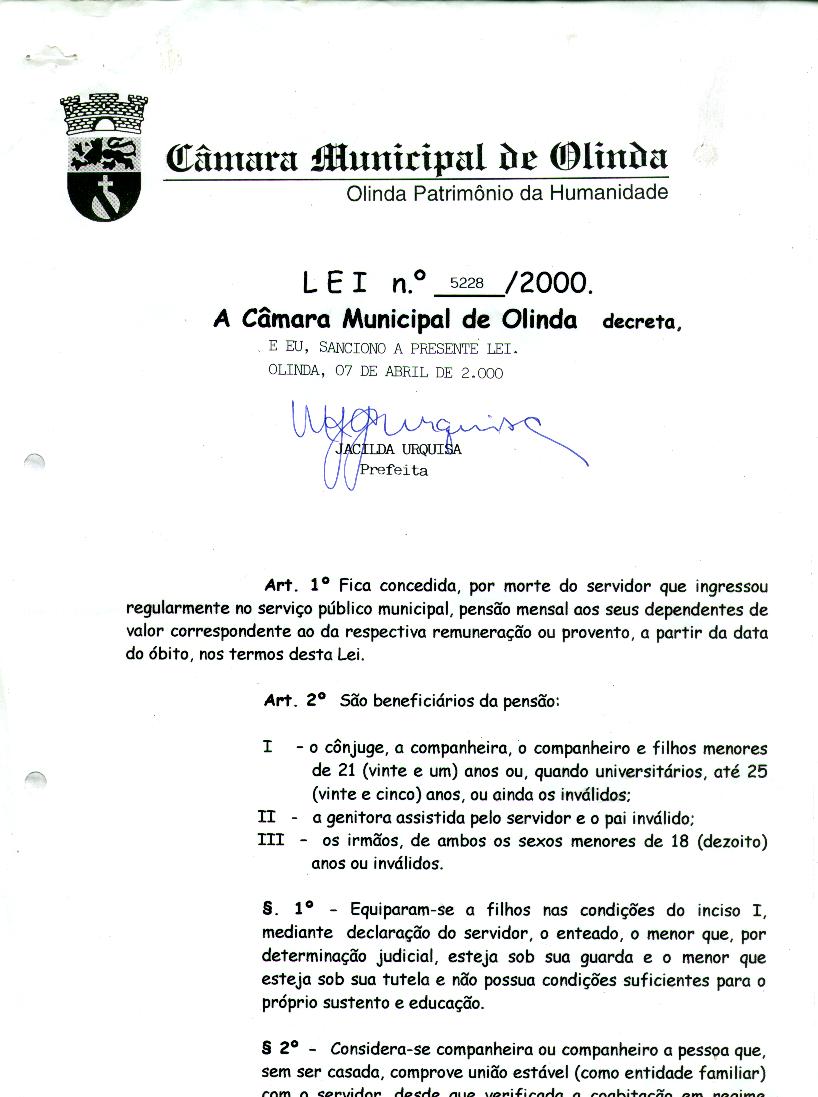 Câmara Municipal de Olinda
Olinda Patrimônio da Humanidade
LEI n.º 5228/2000.
A Câmara Municipal de Olinda decreta,
E EU, SANCIONO A PRESENTE LEI.
OLINDA, 07 DE ABRIL DE 2.000
JACILDA URQUISA
Prefeita
Art. 1º Fica concedida, por morte do servidor que ingressou
regularmente no serviço público municipal, pensão mensal aos seus dependentes de
valor correspondente ao da respectiva remuneração ou provento, a partir da data
do óbito, nos termos desta Lei.
Art. 2º São beneficiários da pensão:
I - o cônjuge, a companheira, o companheiro e filhos menores
de 21 (vinte e um) anos ou, quando universitários, até 25
(vinte e cinco) anos, ou ainda os inválidos;
II - a genitora assistida pelo servidor e o pai inválido;
III - os irmãos, de ambos os sexos menores de 18 (dezoito)
anos ou inválidos.
§. 1º - Equiparam-se a filhos nas condições do inciso I,
mediante declaração do servidor, o enteado, o menor que, por
determinação judicial, esteja sob sua guarda e o menor que
esteja sob sua tutela e não possua condições suficientes para o
próprio sustento e educação.
§ 2º - Considera-se companheira ou companheiro a pessoa que,
sem ser casada, comprove união estável (como entidade familiar)
com o servidor, desde que verificada a coabitação em regime